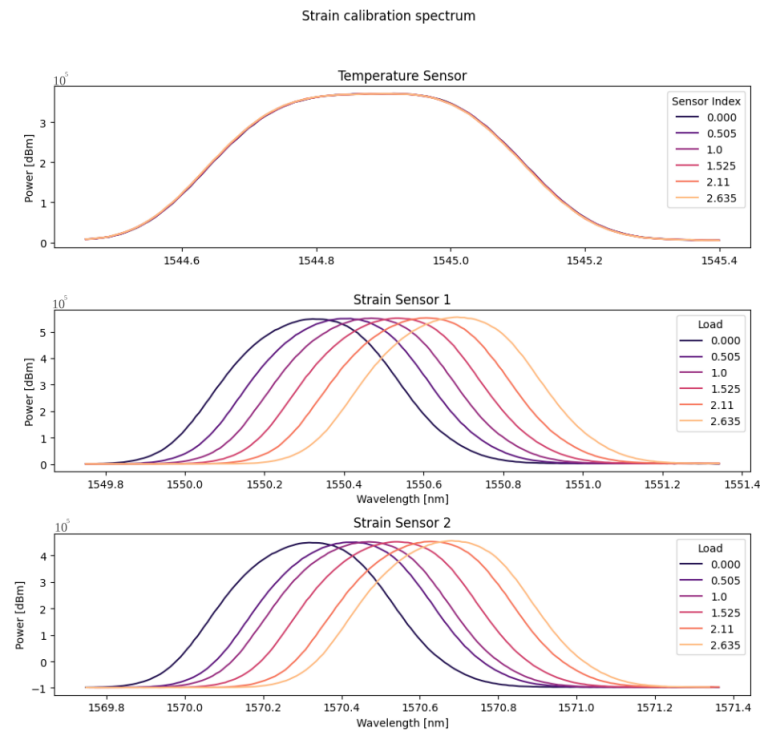 Strain calibration spectrum
Temperature Sensor
10⁵
Power [dBm]
3
2
1
0
1544.6 1544.8 1545.0 1545.2 1545.4
Sensor Index
0.000
0.505
1.0
1.525
2.11
2.635
Strain Sensor 1
10⁵
Power [dBm]
5
4
3
2
1
0
1549.8 1550.0 1550.2 1550.4 1550.6 1550.8 1551.0 1551.2 1551.4
Wavelength [nm]
Load
0.000
0.505
1.0
1.525
2.11
2.635
Strain Sensor 2
10⁵
Power [dBm]
4
3
2
1
0
−1
1569.8 1570.0 1570.2 1570.4 1570.6 1570.8 1571.0 1571.2 1571.4
Wavelength [nm]
Load
0.000
0.505
1.0
1.525
2.11
2.635